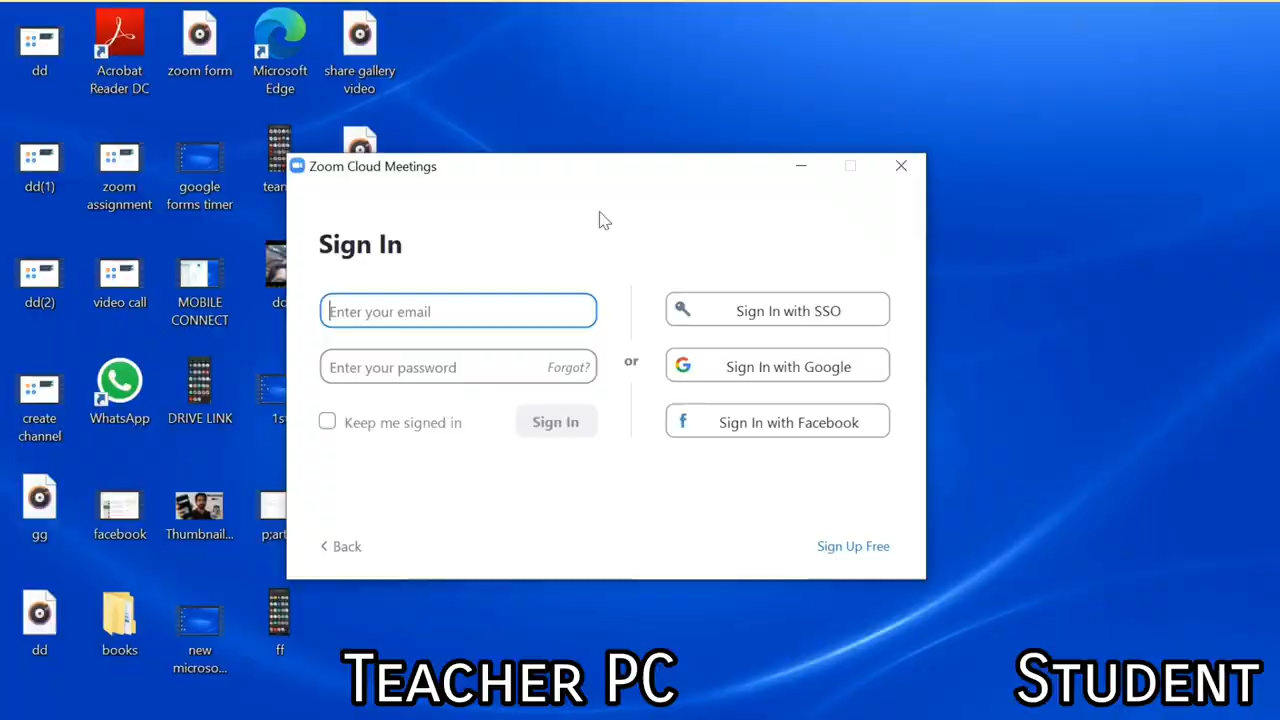 dd
Acrobat
Reader DC
zoom form
Microsoft
Edge
share gallery
video
dd(1)
zoom
assignment
google
forms timer
Zoom Cloud Meetings
Sign In
Enter your email
Sign In with SSO
or
Enter your password
Forgot?
Sign In with Google
Keep me signed in
Sign In
Sign In with Facebook
Back
Sign Up Free
dd(2)
video call
MOBILE
CONNECT
create
channel
WhatsApp
DRIVE LINK
gg
facebook
Thumbnail...
dd
books
new
microso...
ff
TEACHER PC
STUDENT